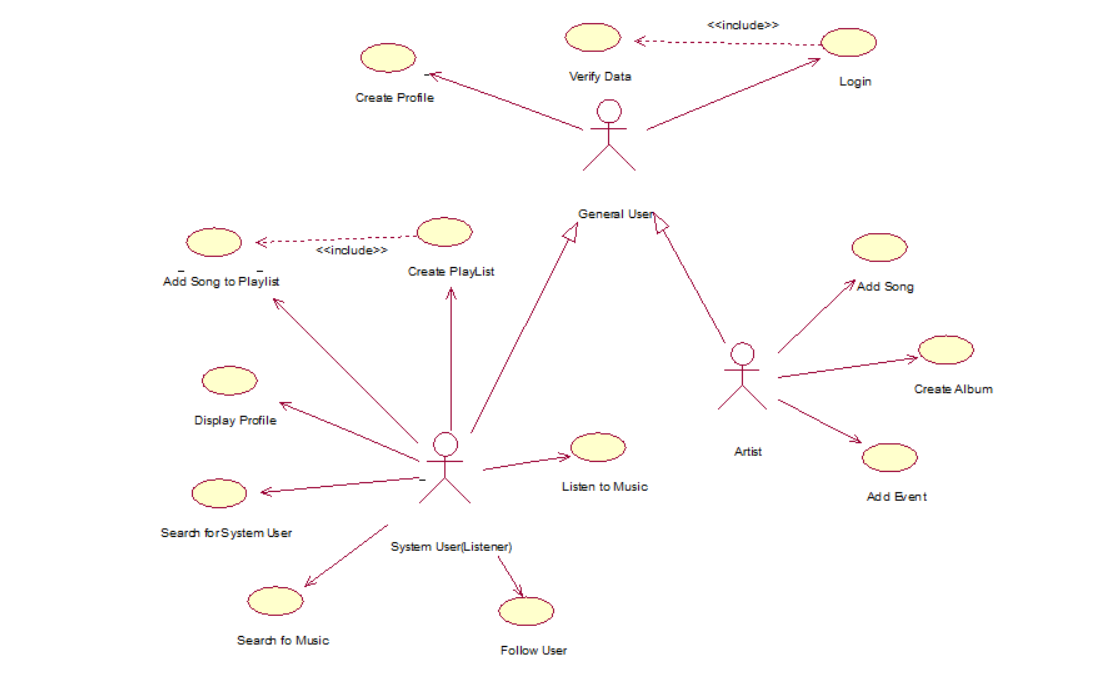 <<include>>
Verify Data
Login
Create Profile
General User
<<include>>
Add Song to Playlist
Create PlayList
Add Song
Create Album
Display Profile
Artist
Listen to Music
Add Event
Search for System User
System User(Listener)
Search fo Music
Follow User